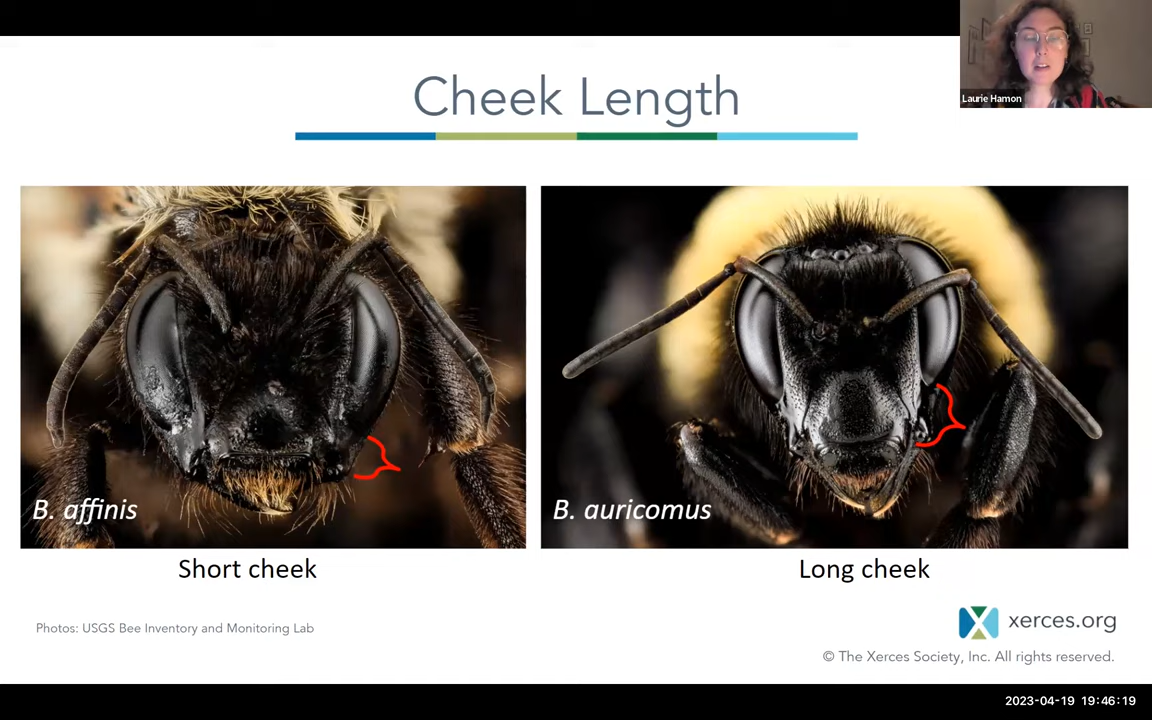 Cheek Length
Laurie Hamon
B. affinis
B. auricomus
Short cheek
Long cheek
Photos: USGS Bee Inventory and Monitoring Lab
xerces.org
© The Xerces Society, Inc. All rights reserved.
2023-04-19 19:46:19